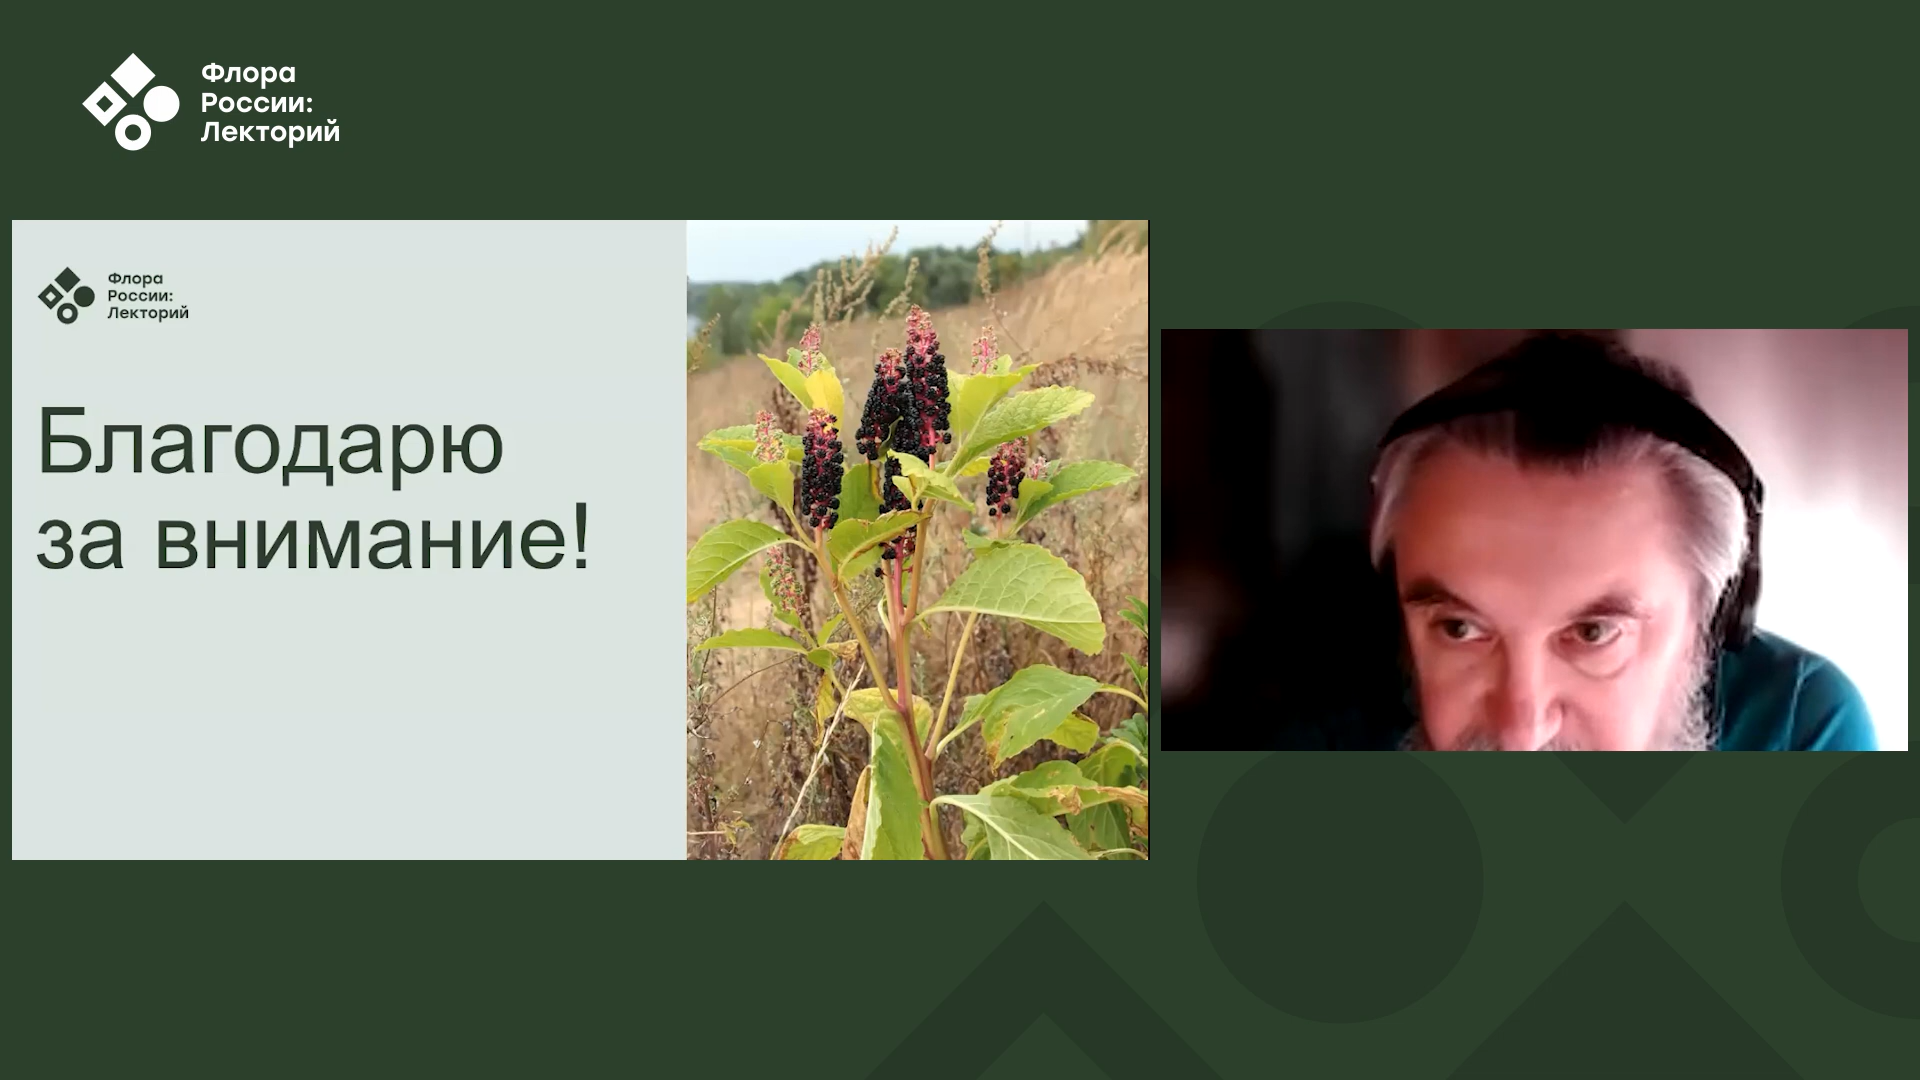 Флора
России:
Лекторий
Флора
России:
Лекторий
Благодарю
за внимание!